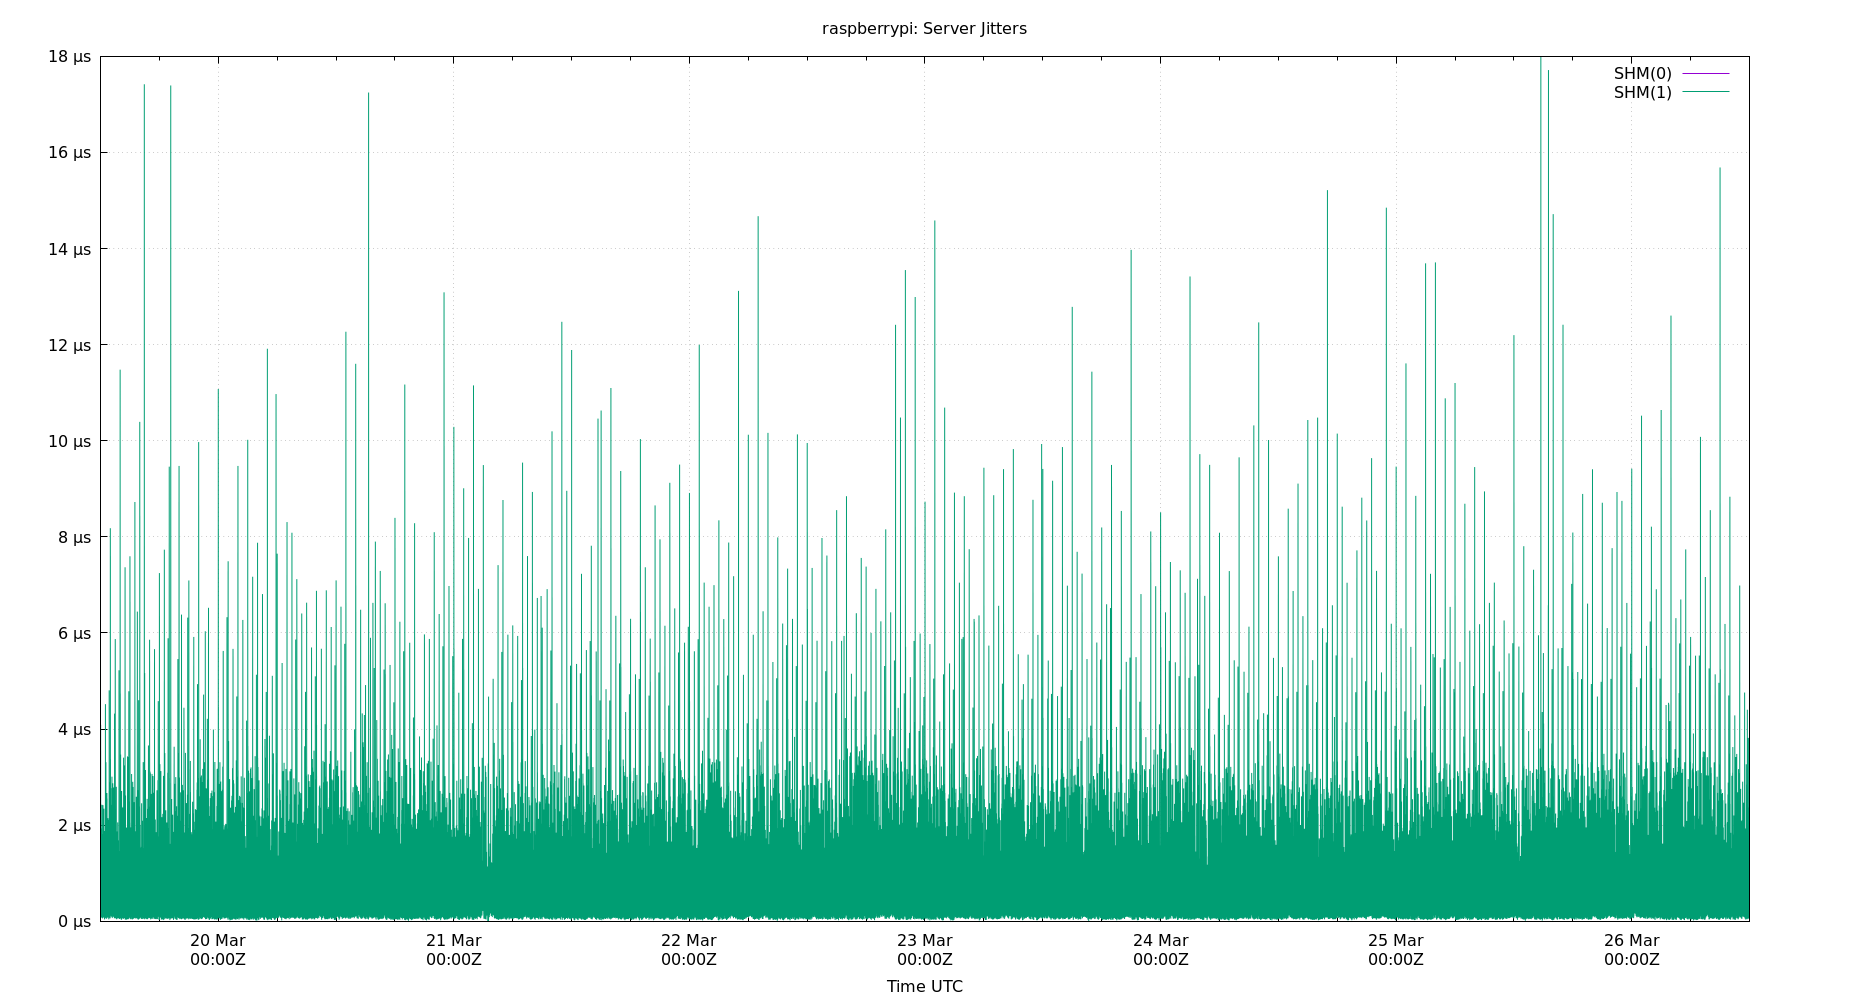 raspberrypi: Server Jitters
18 µs
16 µs
14 µs
12 µs
10 µs
8 µs
6 µs
4 µs
2 µs
0 µs
SHM(0)
SHM(1)
20 Mar 21 Mar 22 Mar 23 Mar 24 Mar 25 Mar 26 Mar
00:00Z 00:00Z 00:00Z 00:00Z 00:00Z 00:00Z 00:00Z
Time UTC